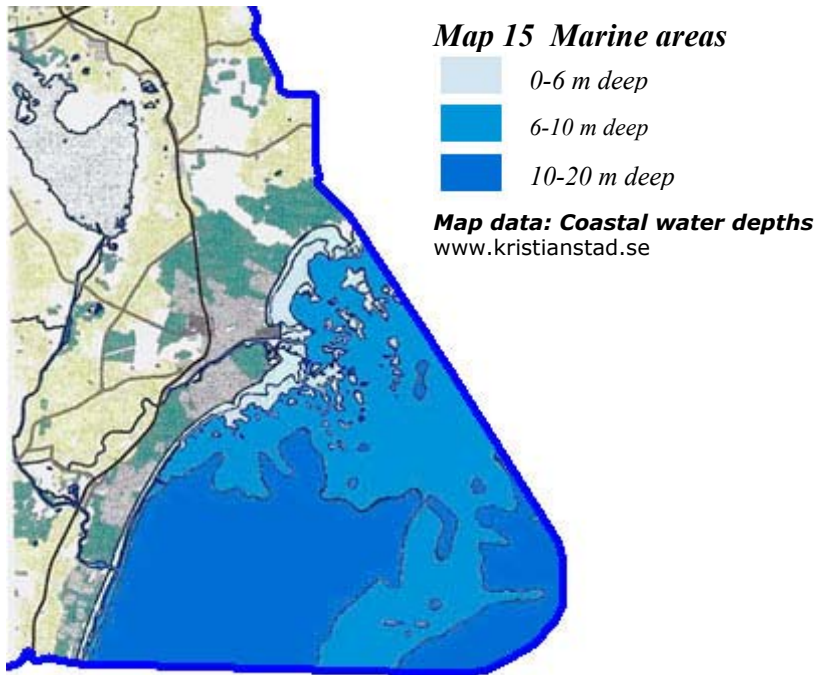 Map 15 Marine areas
0-6 m deep
6-10 m deep
10-20 m deep
Map data: Coastal water depths
www.kristianstad.se